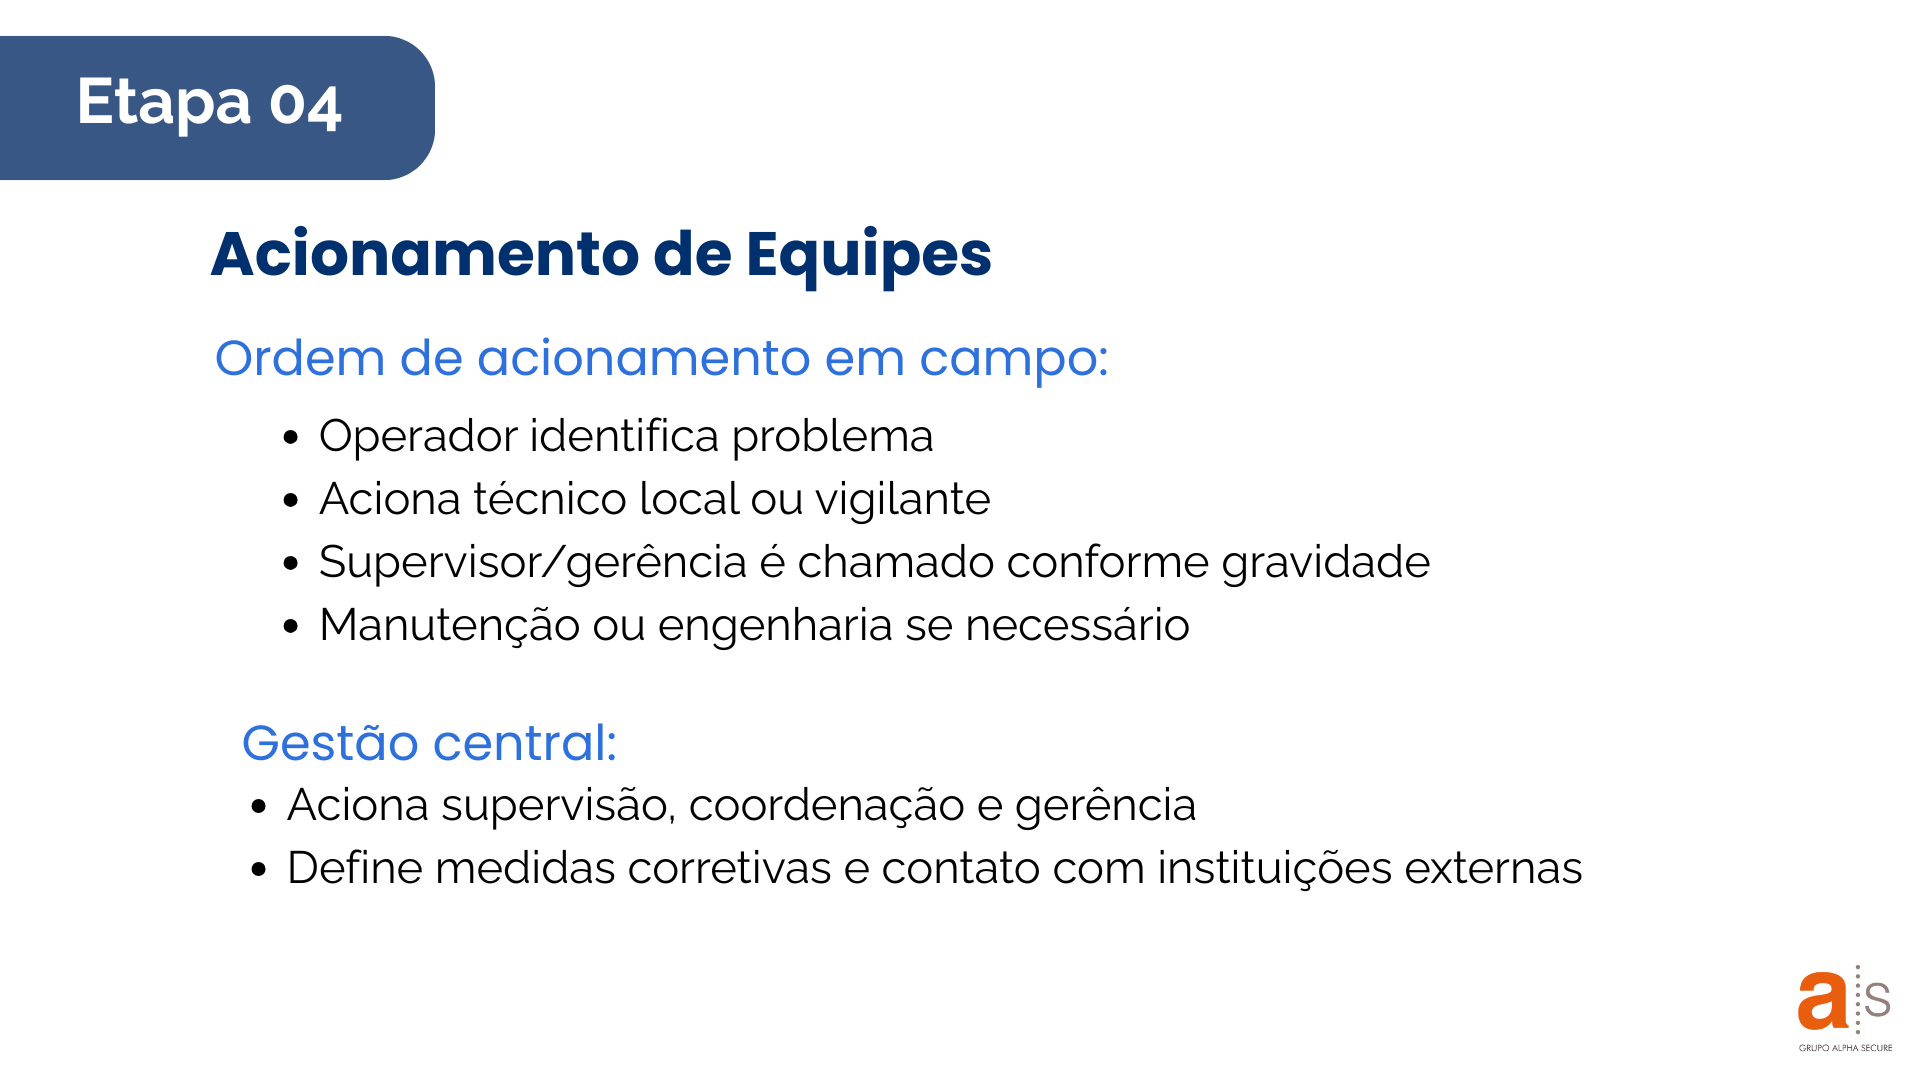 Etapa 04
Acionamento de Equipes
Ordem de acionamento em campo:
• Operador identifica problema
• Aciona técnico local ou vigilante
• Supervisor/gerência é chamado conforme gravidade
• Manutenção ou engenharia se necessário
Gestão central:
• Aciona supervisão, coordenação e gerência
• Define medidas corretivas e contato com instituições externas
a s
GRUPO ALPHA SECURE